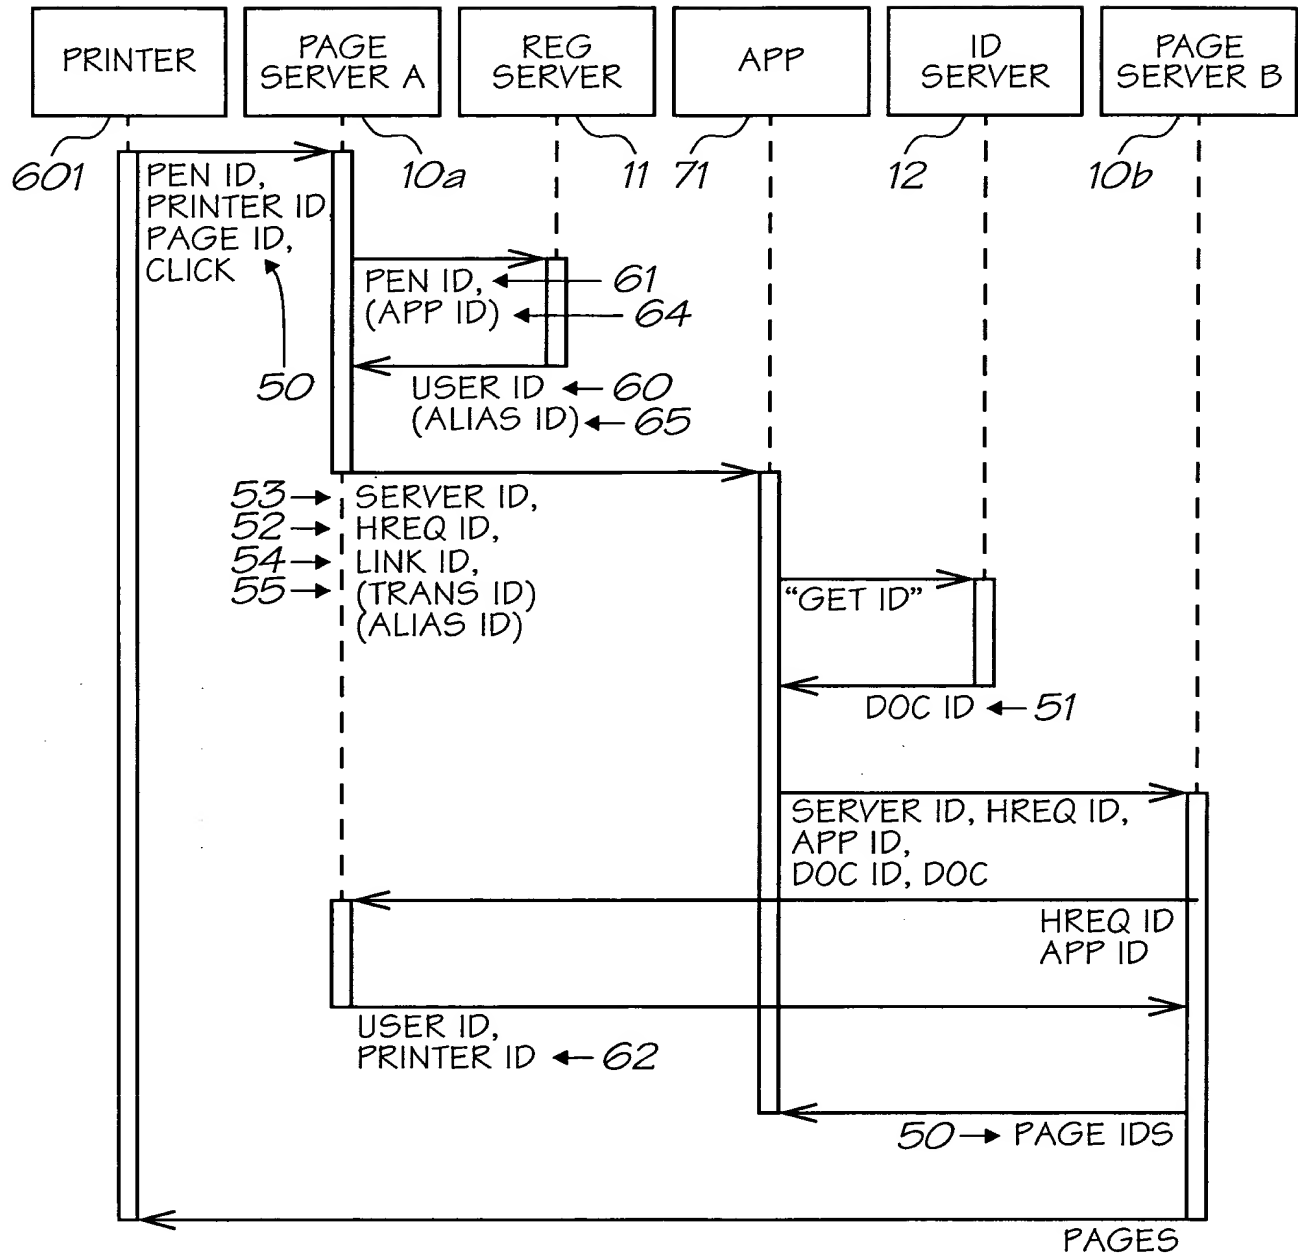 PRINTER
PAGE
SERVER A
REG
SERVER
APP
ID
SERVER
PAGE
SERVER B
601
10a
11
71
12
10b
PEN ID,
PRINTER ID
PAGE ID,
CLICK
50
PEN ID,
61
(APP ID)
64
USER ID
60
(ALIAS ID)
65
53
SERVER ID,
52
HREQ ID,
54
LINK ID,
55
(TRANS ID)
(ALIAS ID)
"GET ID"
DOC ID
51
SERVER ID, HREQ ID,
APP ID,
DOC ID, DOC
HREQ ID
APP ID
USER ID,
PRINTER ID
62
50
PAGE IDS
PAGES